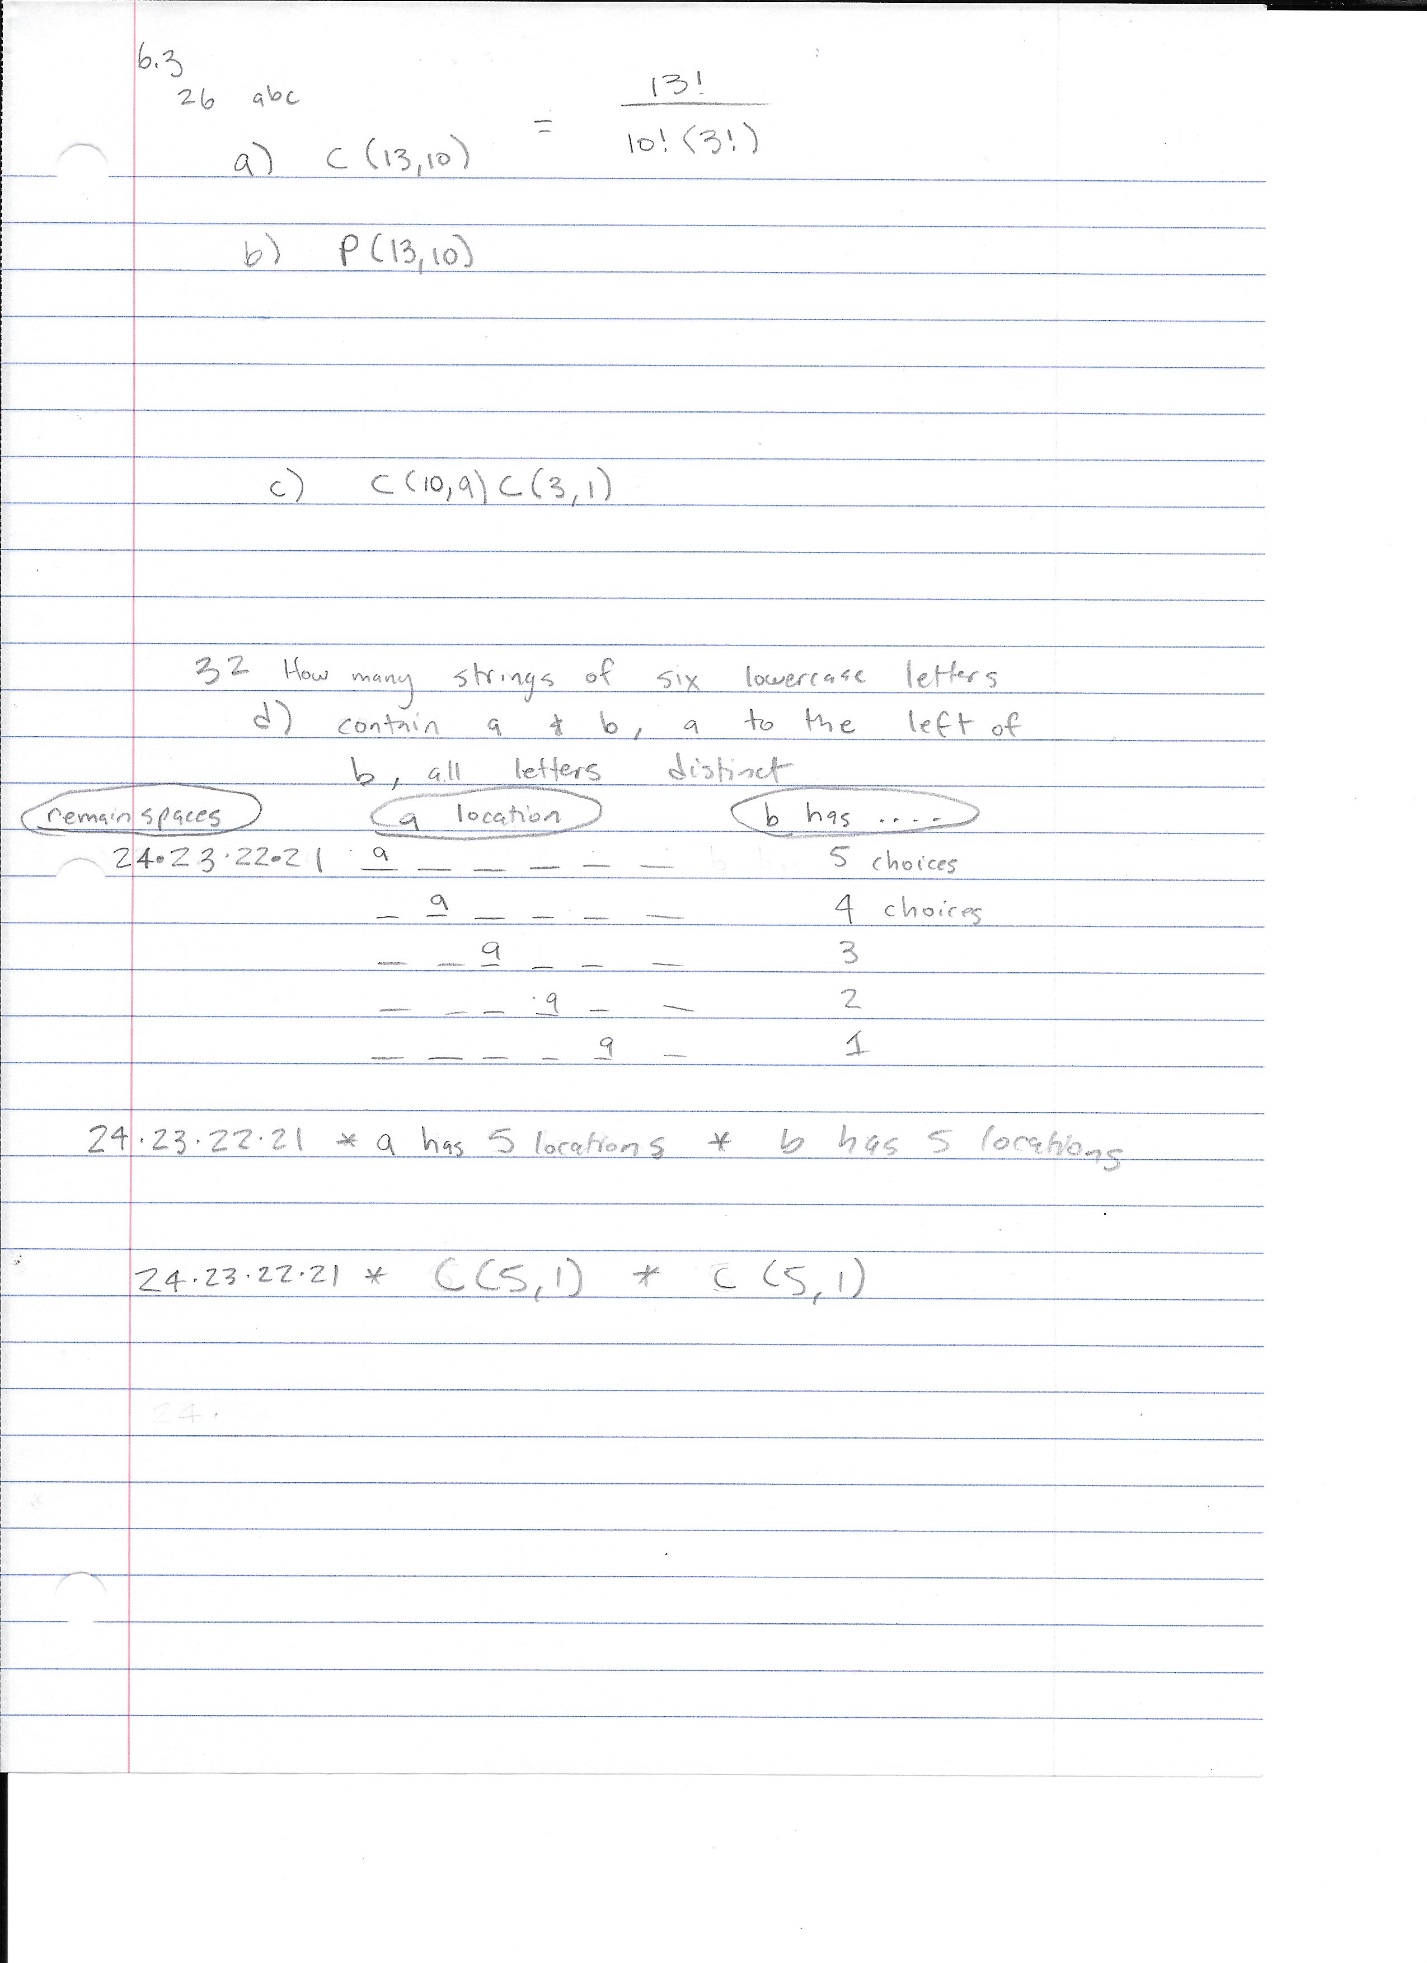 6.3
26 abc
a) C(13,10) = 13! / 10!(3!)
b) P(13,10)
c) C(10,9)C(3,1)
32 How many strings of six lowercase letters
d) contain a & b, a to the left of
b, all letters distinct
remain spaces a location b has ....
24·23·22·21 a _ _ _ _ _ 5 choices
_ a _ _ _ _ 4 choices
_ _ a _ _ _ 3
_ _ _ a _ _ 2
_ _ _ _ a _ 1
24·23·22·21 * a has 5 locations * b has 5 locations
24·23·22·21 * C(5,1) * C(5,1)
24.